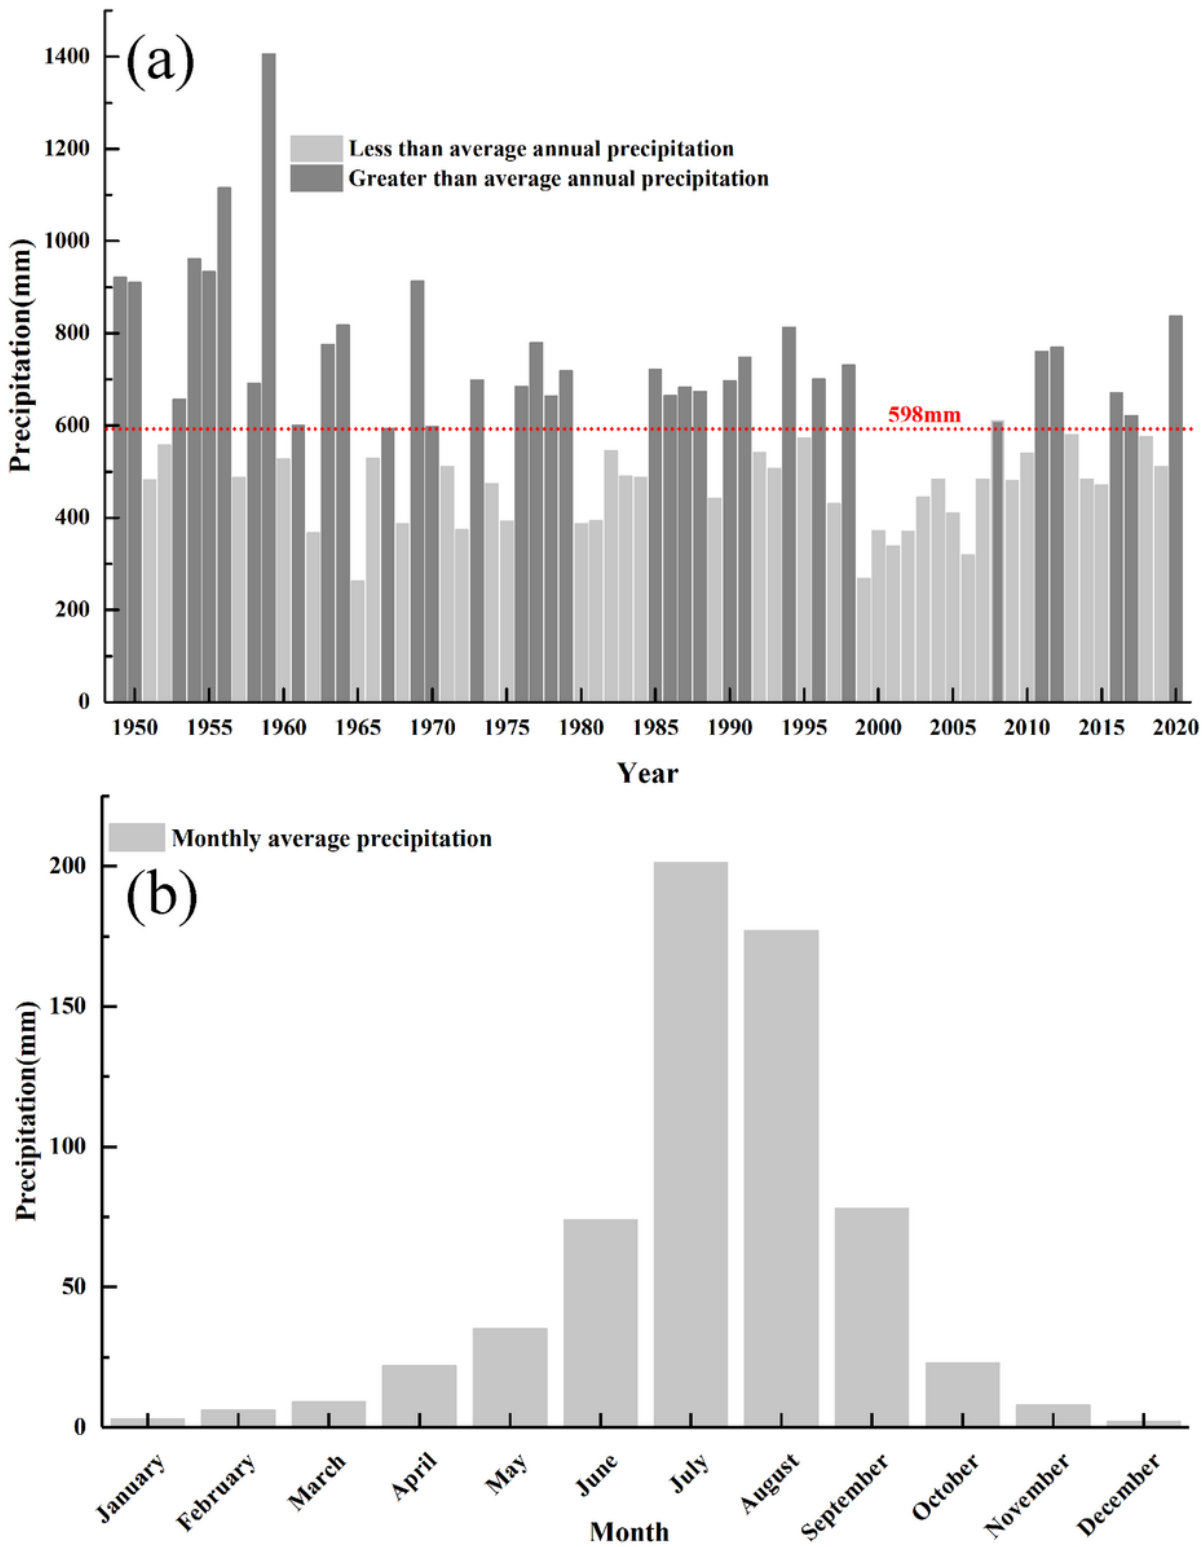 (a)
1400
1200
1000
800
600
400
200
0
Precipitation(mm)
Less than average annual precipitation
Greater than average annual precipitation
598mm
1950 1955 1960 1965 1970 1975 1980 1985 1990 1995 2000 2005 2010 2015 2020
Year
Monthly average precipitation
(b)
200
150
100
50
0
Precipitation(mm)
January February March April May June July August September October November December
Month